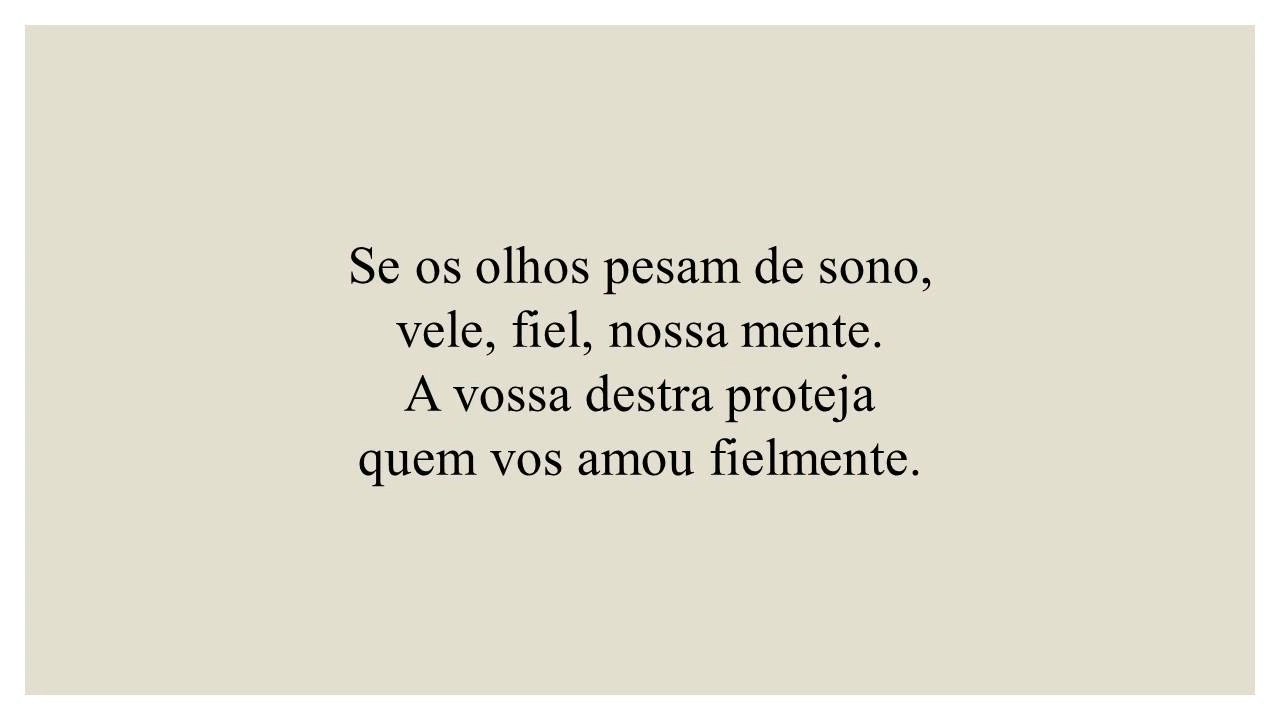 Se os olhos pesam de sono,
vele, fiel, nossa mente.
A vossa destra proteja
quem vos amou fielmente.